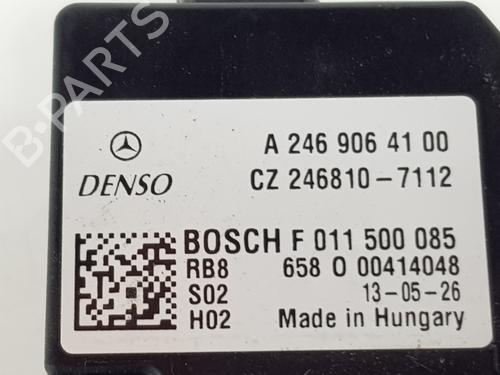 B-PARTS
A 246 906 41 00
DENSO CZ 246810-7112
BOSCH F 011 500 085
RB8 658 0 00414048
S02 13-05-26
H02 Made in Hungary